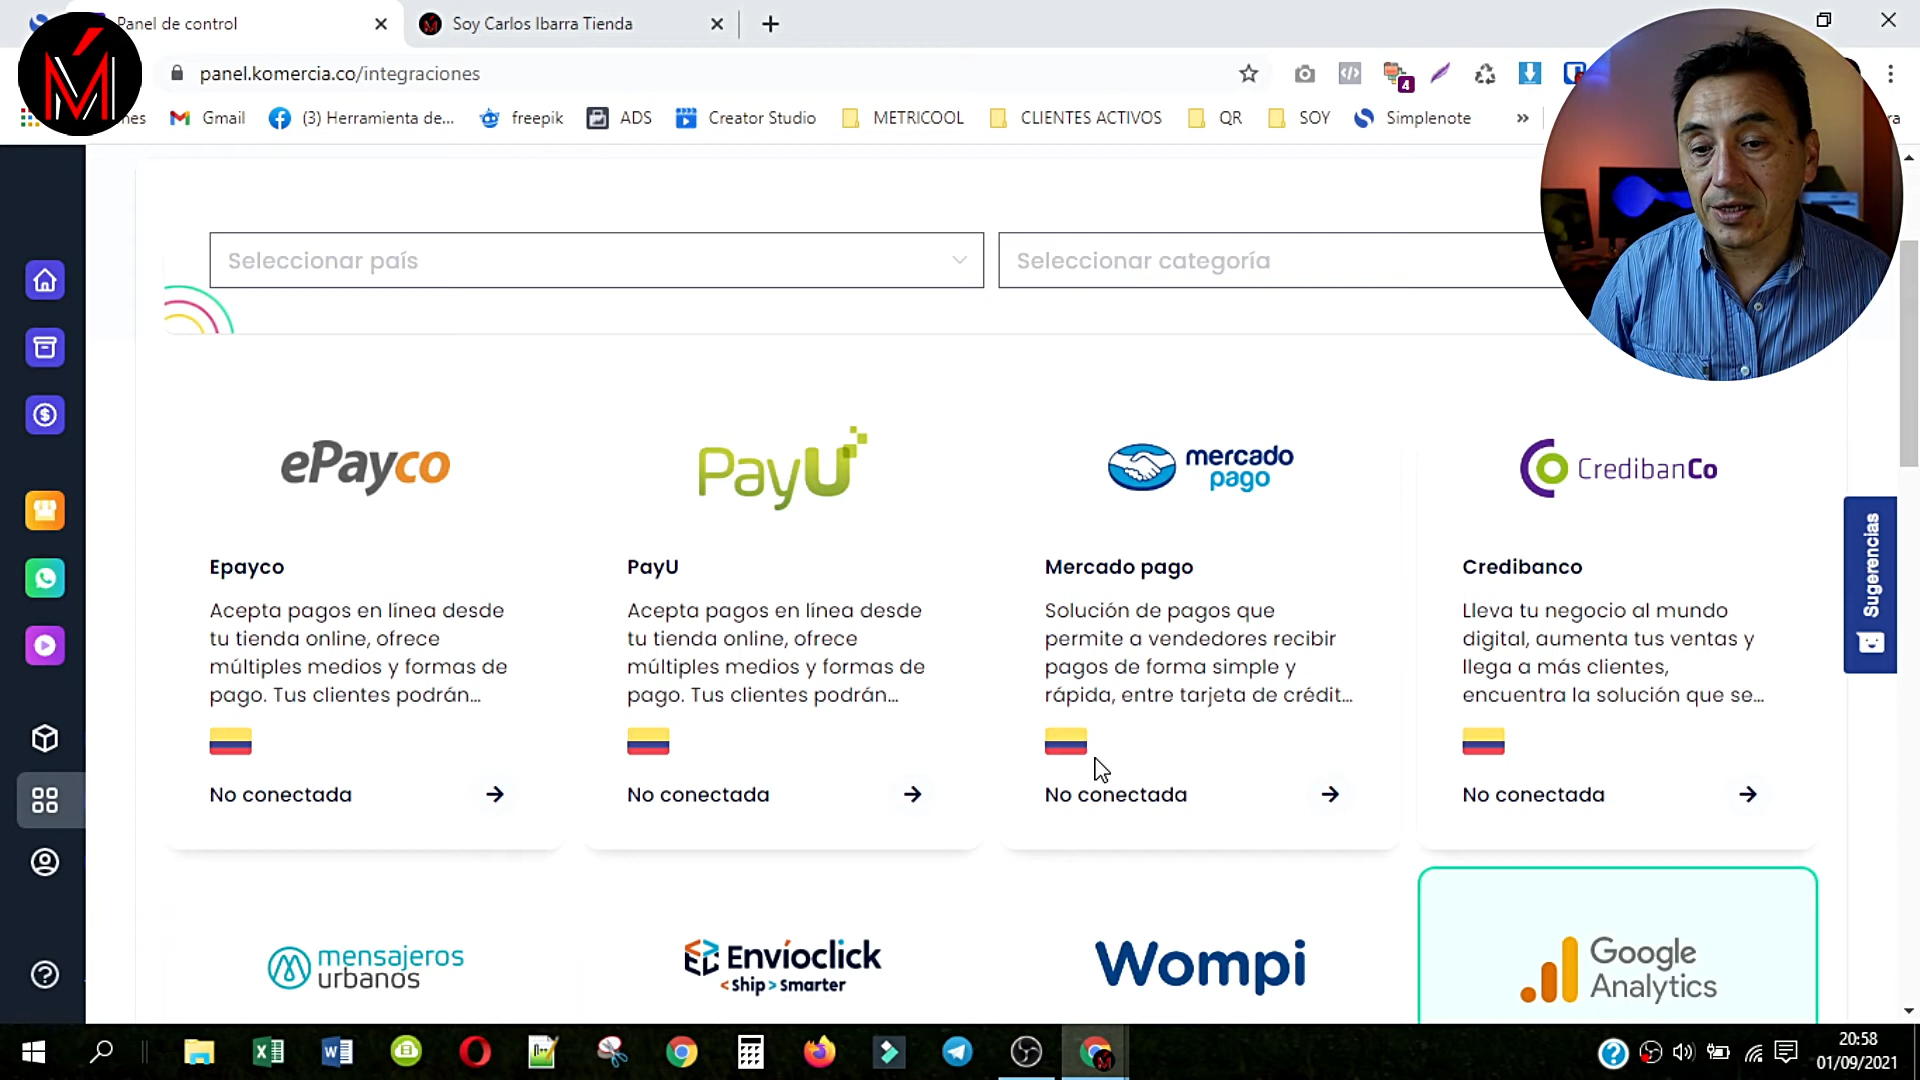 Panel de control
Soy Carlos Ibarra Tienda
panel.komercia.co/integraciones
4
nes
Gmail
(3) Herramienta de...
freepik
ADS
Creator Studio
METRICOOL
CLIENTES ACTIVOS
QR
SOY
Simplenote
»
ra
Seleccionar país
Seleccionar categoría
ePayco
PayU
mercado
pago
CredibanCo
Epayco
Acepta pagos en línea desde
tu tienda online, ofrece
múltiples medios y formas de
pago. Tus clientes podrán...
No conectada
PayU
Acepta pagos en línea desde
tu tienda online, ofrece
múltiples medios y formas de
pago. Tus clientes podrán...
No conectada
Mercado pago
Solución de pagos que
permite a vendedores recibir
pagos de forma simple y
rápida, entre tarjeta de crédit...
No conectada
Credibanco
Lleva tu negocio al mundo
digital, aumenta tus ventas y
llega a más clientes,
encuentra la solución que se...
No conectada
Sugerencias
mensajeros
urbanos
Envíoclick
<ship> smarter
Wompi
Google
Analytics
20:58
01/09/2021